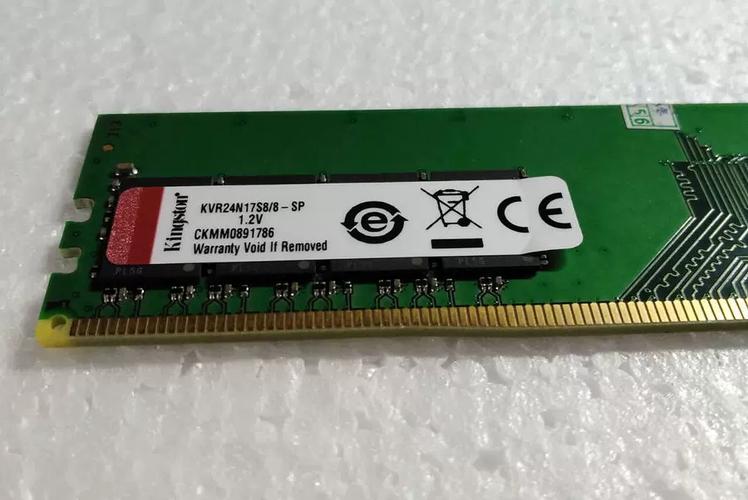 Kingston
KVR24N17S8/8-SP
1.2V
CKMM0891786
Warranty Void If Removed
CE